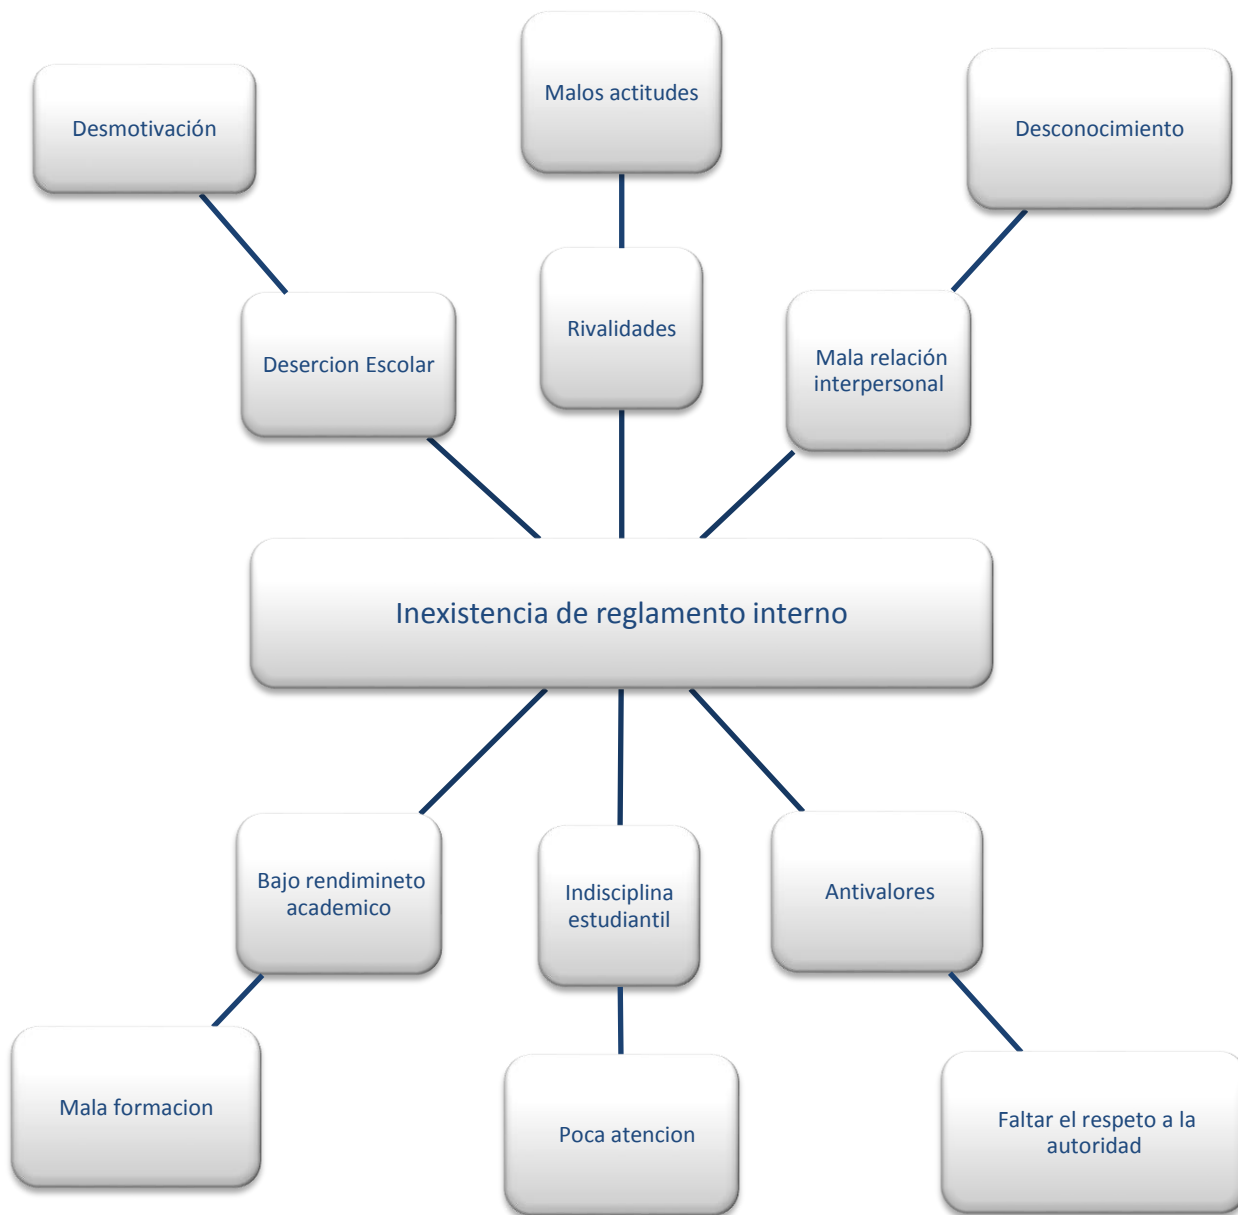 Malos actitudes
Desmotivación
Desconocimiento
Rivalidades
Desercion Escolar
Mala relación
interpersonal
Inexistencia de reglamento interno
Bajo rendimineto
academico
Indisciplina
estudiantil
Antivalores
Mala formacion
Poca atencion
Faltar el respeto a la
autoridad